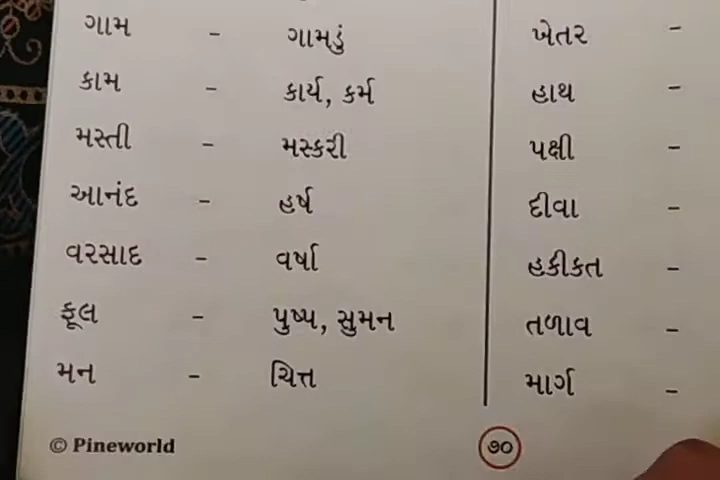 ગામ - ગામડું
કામ - કાર્ય, કર્મ
મસ્તી - મસ્કરી
આનંદ - હર્ષ
વરસાદ - વર્ષા
ફૂલ - પુષ્પ, સુમન
મન - ચિત્ત
ખેતર -
હાથ -
પક્ષી -
દીવા -
હકીકત -
તળાવ -
માર્ગ -
© Pineworld
૭૦